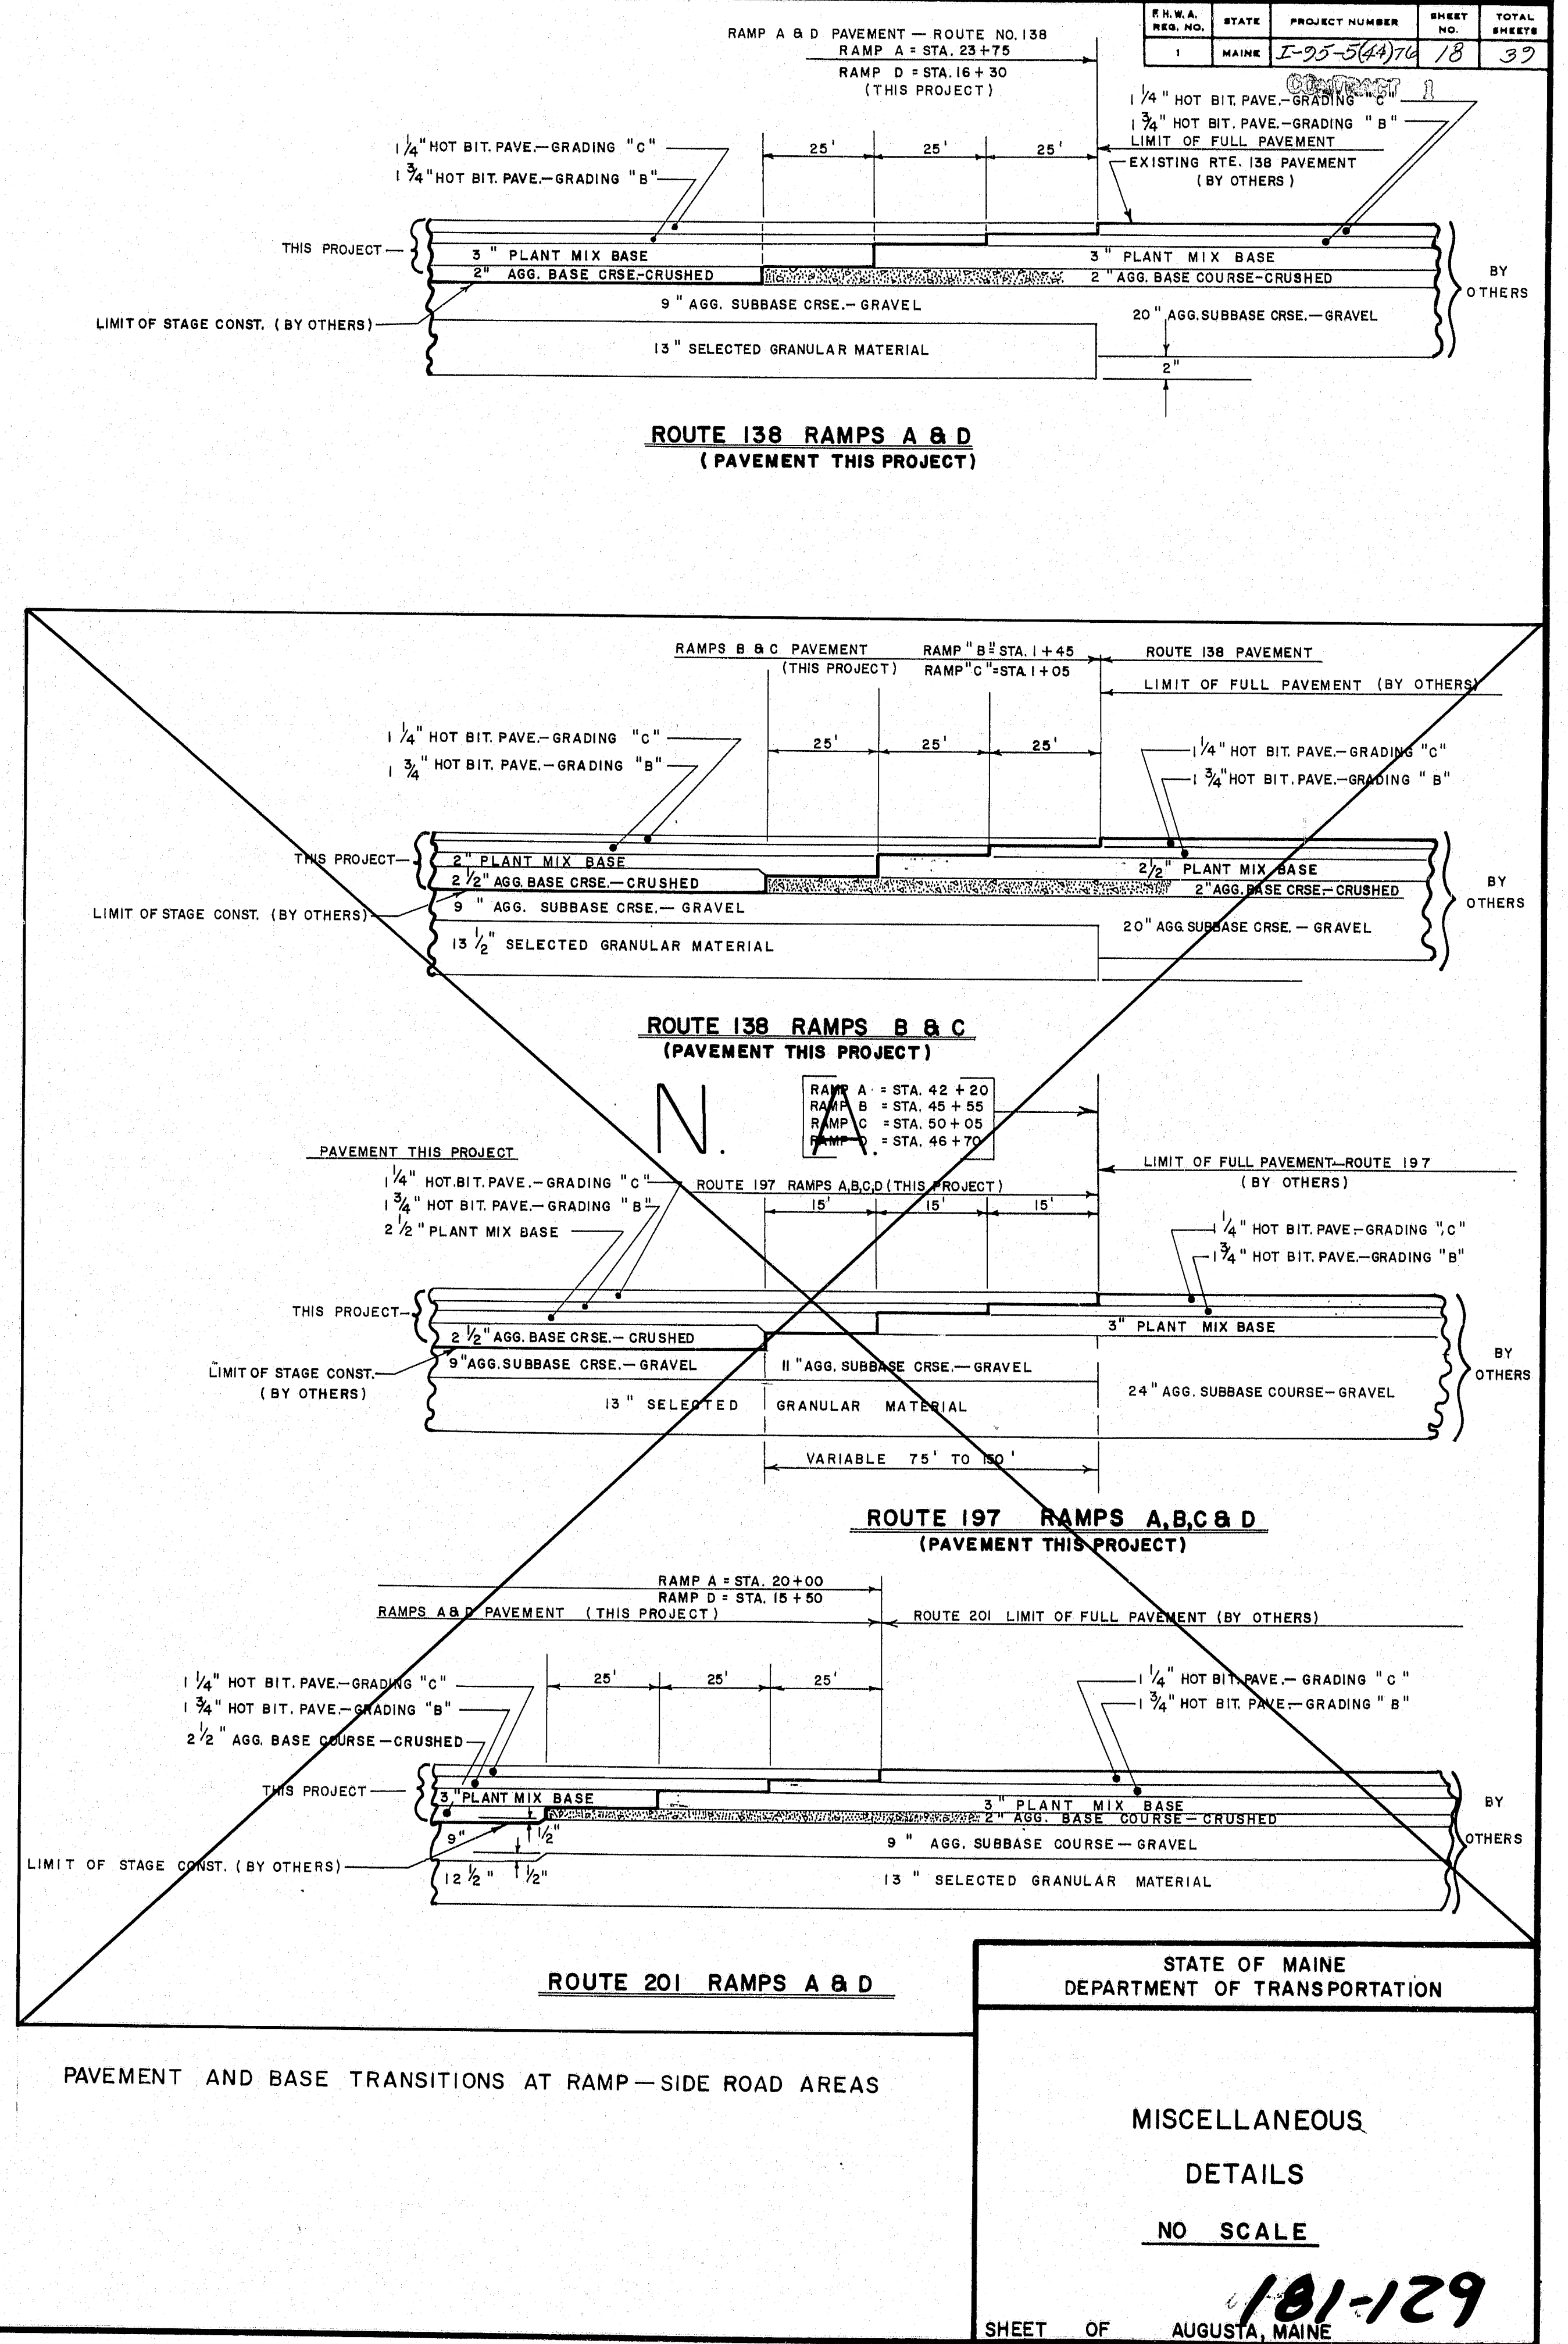 F.H.W.A. REG. NO. STATE PROJECT NUMBER SHEET NO. TOTAL SHEETS
1 MAINE I-95-5(44)76 18 39
CONTRACT 1
RAMP A & D PAVEMENT — ROUTE NO. 138
RAMP A = STA. 23+75
RAMP D = STA. 16+30
(THIS PROJECT)
1 1/4" HOT BIT. PAVE.—GRADING "C"
1 3/4" HOT BIT. PAVE.—GRADING "B"
LIMIT OF FULL PAVEMENT
EXISTING RTE. 138 PAVEMENT
(BY OTHERS)
1 1/4" HOT BIT. PAVE.—GRADING "C"
1 3/4" HOT BIT. PAVE.—GRADING "B"
25' 25' 25'
THIS PROJECT
3" PLANT MIX BASE
3" PLANT MIX BASE
2" AGG. BASE CRSE.-CRUSHED
2" AGG. BASE COURSE-CRUSHED
BY
OTHERS
9" AGG. SUBBASE CRSE.—GRAVEL
20" AGG. SUBBASE CRSE.—GRAVEL
LIMIT OF STAGE CONST. (BY OTHERS)
13" SELECTED GRANULAR MATERIAL
2"
ROUTE 138 RAMPS A & D
(PAVEMENT THIS PROJECT)
RAMPS B & C PAVEMENT
(THIS PROJECT)
RAMP "B"=STA. 1+45
RAMP "C"=STA. 1+05
ROUTE 138 PAVEMENT
LIMIT OF FULL PAVEMENT (BY OTHERS)
1 1/4" HOT BIT. PAVE.—GRADING "C"
1 3/4" HOT BIT. PAVE.—GRADING "B"
25' 25' 25'
1 1/4" HOT BIT. PAVE.—GRADING "C"
1 3/4" HOT BIT. PAVE.—GRADING "B"
THIS PROJECT
2" PLANT MIX BASE
2 1/2" PLANT MIX BASE
2 1/2" AGG. BASE CRSE.—CRUSHED
2" AGG. BASE CRSE.—CRUSHED
BY
OTHERS
LIMIT OF STAGE CONST. (BY OTHERS)
9" AGG. SUBBASE CRSE.—GRAVEL
20" AGG. SUBBASE CRSE.—GRAVEL
13 1/2" SELECTED GRANULAR MATERIAL
ROUTE 138 RAMPS B & C
(PAVEMENT THIS PROJECT)
N. A.
RAMP A = STA. 42+20
RAMP B = STA. 45+55
RAMP C = STA. 50+05
RAMP D = STA. 46+70
PAVEMENT THIS PROJECT
1 1/4" HOT. BIT. PAVE.—GRADING "C"
1 3/4" HOT BIT. PAVE.—GRADING "B"
2 1/2" PLANT MIX BASE
ROUTE 197 RAMPS A,B,C,D (THIS PROJECT)
15' 15' 15'
LIMIT OF FULL PAVEMENT—ROUTE 197
(BY OTHERS)
1 1/4" HOT BIT. PAVE.—GRADING "C"
1 3/4" HOT BIT. PAVE.—GRADING "B"
THIS PROJECT
2 1/2" AGG. BASE CRSE.—CRUSHED
3" PLANT MIX BASE
9" AGG. SUBBASE CRSE.—GRAVEL
11" AGG. SUBBASE CRSE.—GRAVEL
BY
OTHERS
LIMIT OF STAGE CONST.
(BY OTHERS)
24" AGG. SUBBASE COURSE—GRAVEL
13" SELECTED GRANULAR MATERIAL
VARIABLE 75' TO 150'
ROUTE 197 RAMPS A,B,C & D
(PAVEMENT THIS PROJECT)
RAMP A = STA. 20+00
RAMP D = STA. 15+50
RAMPS A & D PAVEMENT (THIS PROJECT)
ROUTE 201 LIMIT OF FULL PAVEMENT (BY OTHERS)
1 1/4" HOT BIT. PAVE.—GRADING "C"
1 3/4" HOT BIT. PAVE.—GRADING "B"
2 1/2" AGG. BASE COURSE—CRUSHED
25' 25' 25'
1 1/4" HOT BIT. PAVE.—GRADING "C"
1 3/4" HOT BIT. PAVE.—GRADING "B"
THIS PROJECT
3" PLANT MIX BASE
3" PLANT MIX BASE
2" AGG. BASE COURSE—CRUSHED
BY
OTHERS
9"
1/2"
9" AGG. SUBBASE COURSE—GRAVEL
LIMIT OF STAGE CONST. (BY OTHERS)
12 1/2"
1/2"
13" SELECTED GRANULAR MATERIAL
ROUTE 201 RAMPS A & D
STATE OF MAINE
DEPARTMENT OF TRANSPORTATION
PAVEMENT AND BASE TRANSITIONS AT RAMP—SIDE ROAD AREAS
MISCELLANEOUS
DETAILS
NO SCALE
181-129
SHEET OF AUGUSTA, MAINE